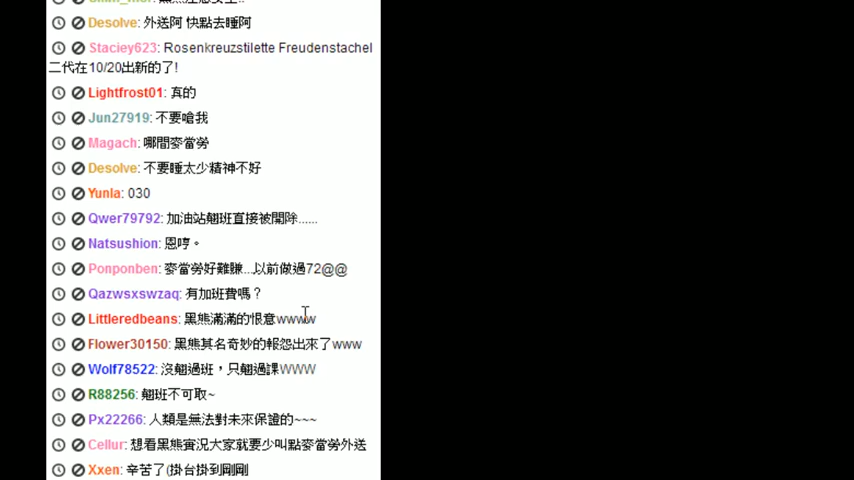 Desolve: 外送阿 快點去睡阿
Staciey623: Rosenkreuzstilette Freudenstachel
二代在10/20出新的了!
Lightfrost01: 真的
Jun27919: 不要嗆我
Magach: 哪間麥當勞
Desolve: 不要睡太少精神不好
Yunla: 030
Qwer79792: 加油站翹班直接被開除......
Natsushion: 恩哼。
Ponponben: 麥當勞好難賺...以前做過72@@
Qazwsxswzaq: 有加班費嗎？
Littleredbeans: 黑熊滿滿的恨意wwww
Flower30150: 黑熊莫名奇妙的報怨出來了www
Wolf78522: 沒翹過班，只翹過課WWW
R88256: 翹班不可取~
Px22266: 人類是無法對未來保證的~~~
Cellur: 想看黑熊實況大家就要少叫點麥當勞外送
Xxen: 辛苦了(掛台掛到剛剛